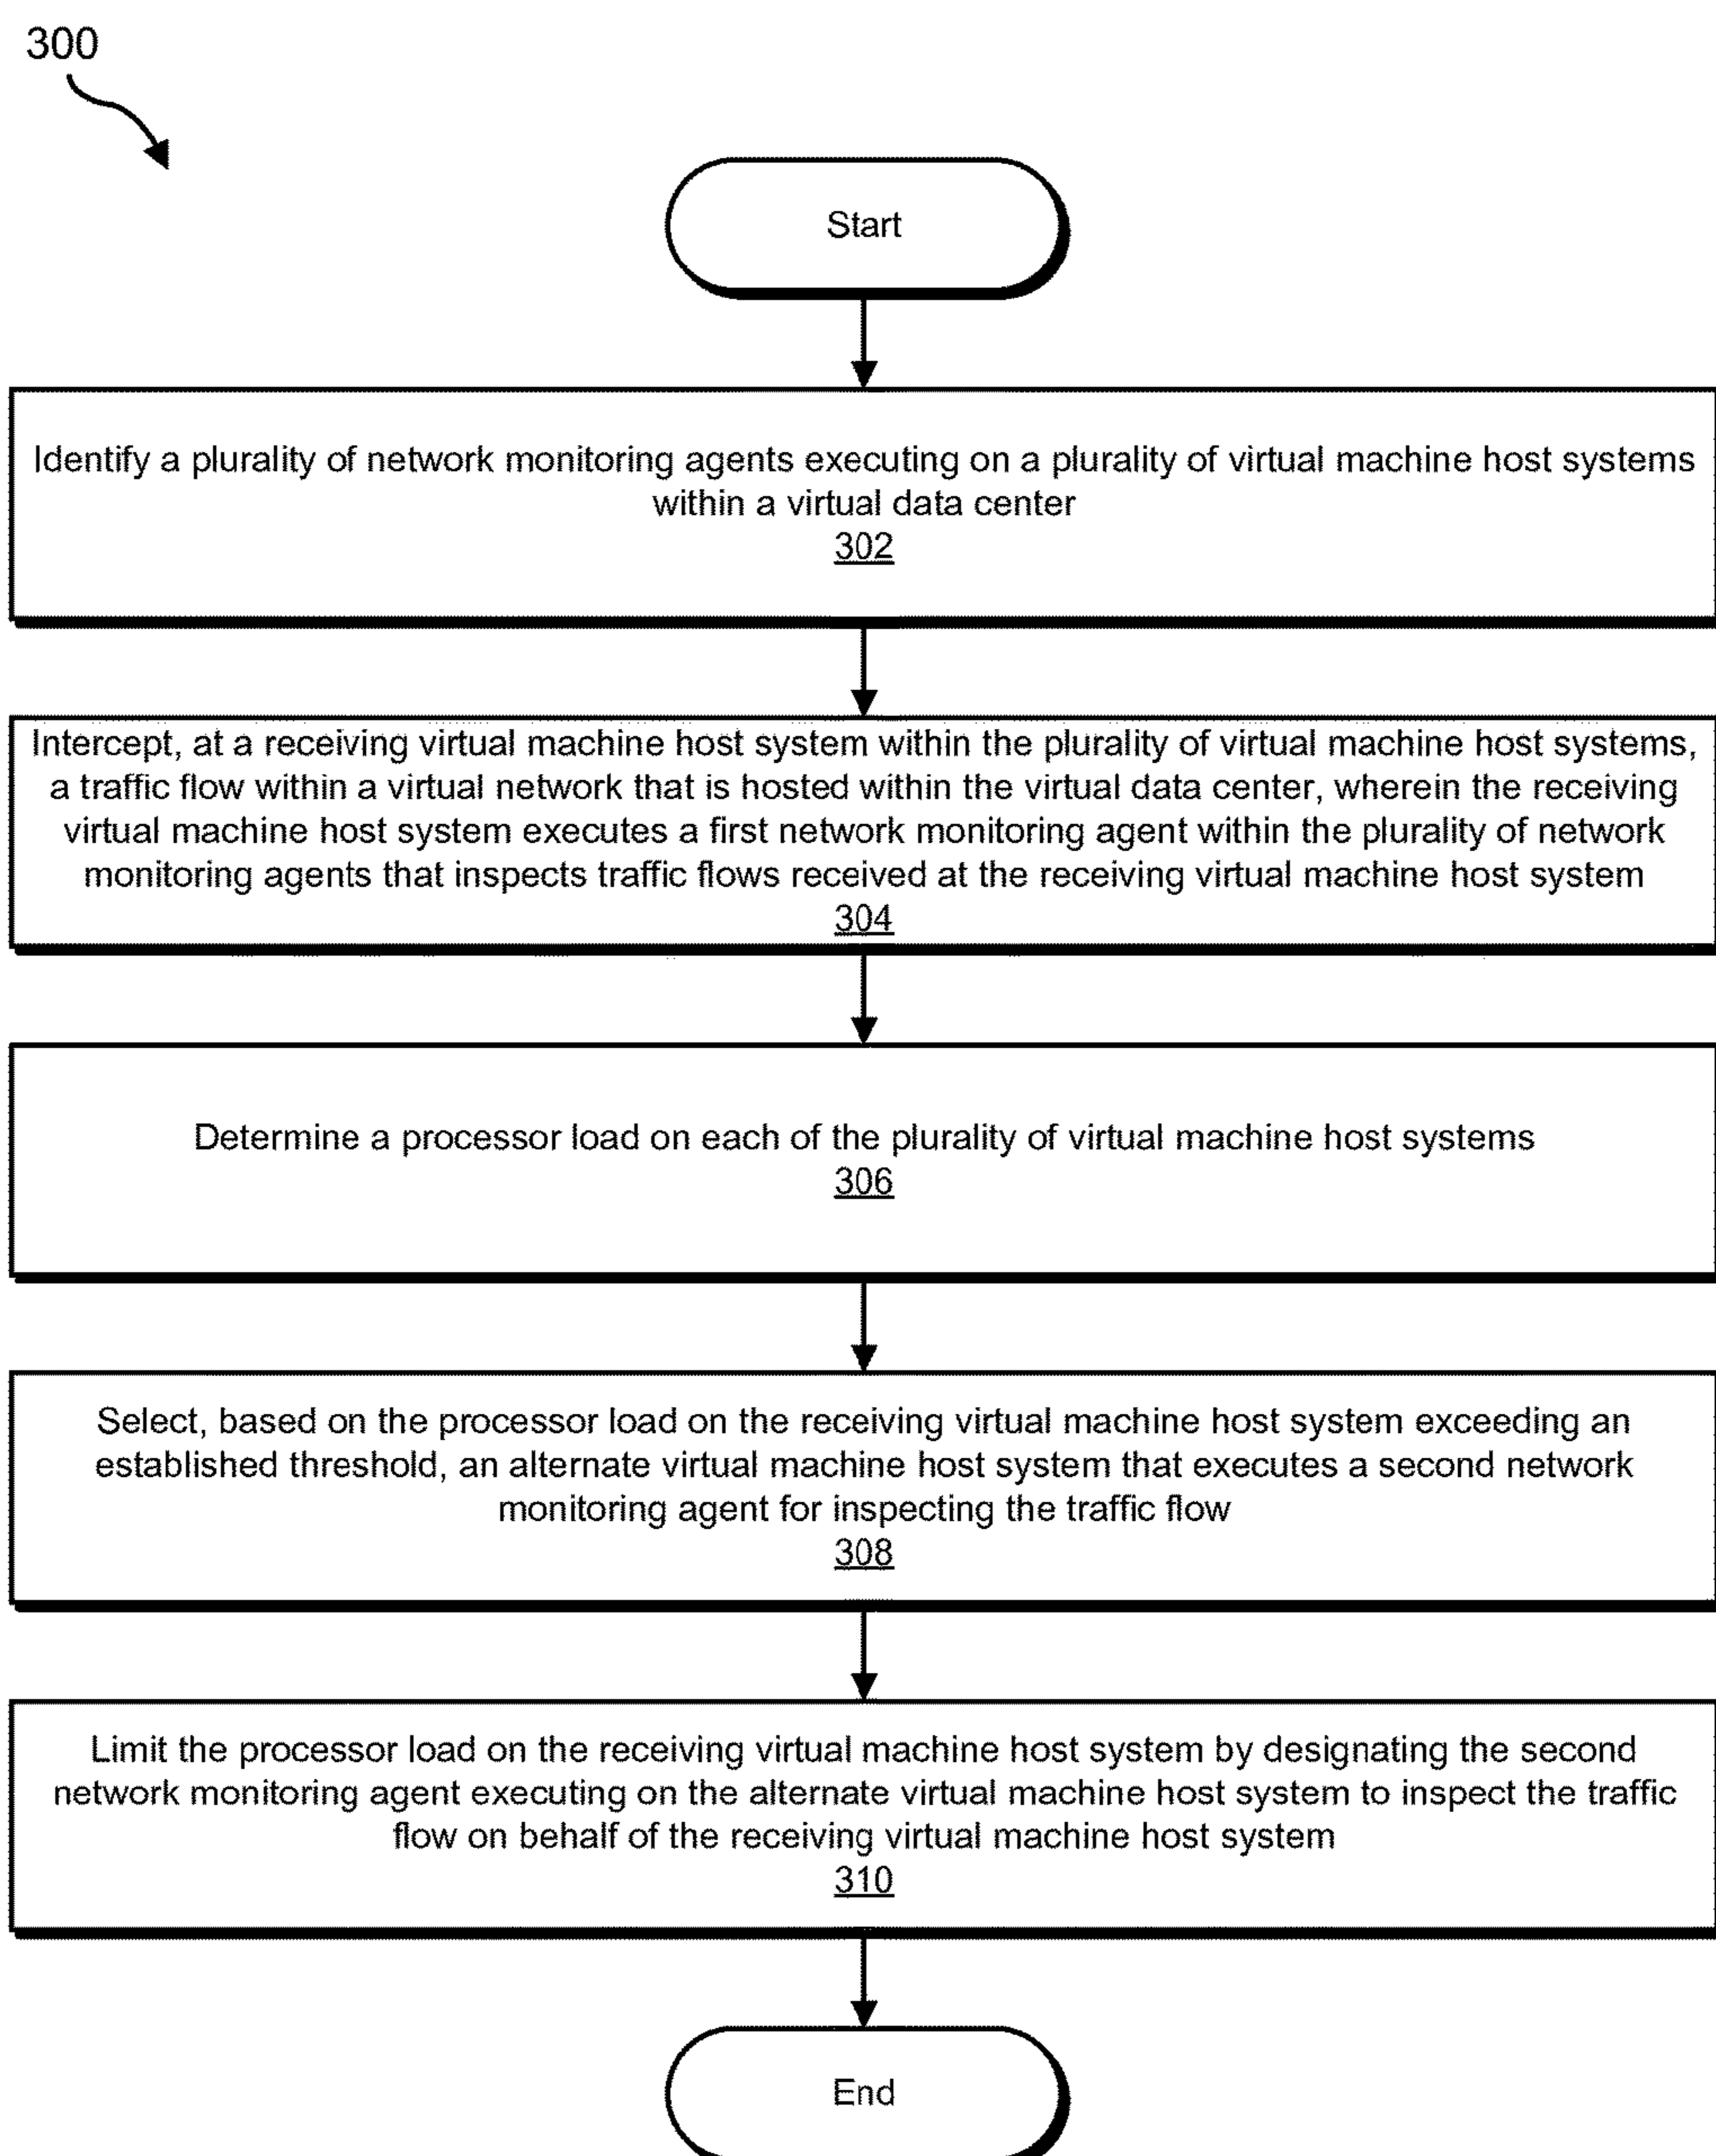 300
Start
Identify a plurality of network monitoring agents executing on a plurality of virtual machine host systems
within a virtual data center
302
Intercept, at a receiving virtual machine host system within the plurality of virtual machine host systems,
a traffic flow within a virtual network that is hosted within the virtual data center, wherein the receiving
virtual machine host system executes a first network monitoring agent within the plurality of network
monitoring agents that inspects traffic flows received at the receiving virtual machine host system
304
Determine a processor load on each of the plurality of virtual machine host systems
306
Select, based on the processor load on the receiving virtual machine host system exceeding an
established threshold, an alternate virtual machine host system that executes a second network
monitoring agent for inspecting the traffic flow
308
Limit the processor load on the receiving virtual machine host system by designating the second
network monitoring agent executing on the alternate virtual machine host system to inspect the traffic
flow on behalf of the receiving virtual machine host system
310
End